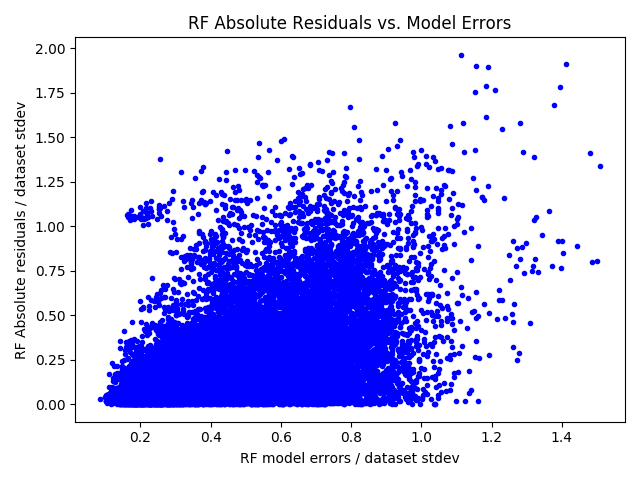 RF Absolute Residuals vs. Model Errors
2.00
1.75
1.50
1.25
1.00
0.75
0.50
0.25
0.00
RF Absolute residuals / dataset stdev
0.2 0.4 0.6 0.8 1.0 1.2 1.4
RF model errors / dataset stdev